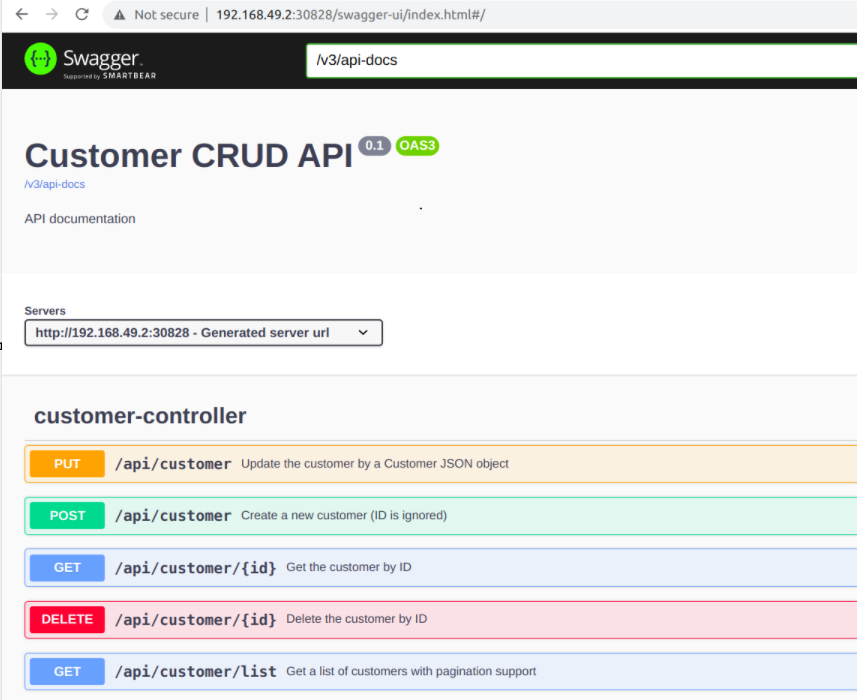 Not secure | 192.168.49.2:30828/swagger-ui/index.html#/
{··} Swagger.
Supported by SMARTBEAR
/v3/api-docs
Customer CRUD API 0.1 OAS3
/v3/api-docs
API documentation
Servers
http://192.168.49.2:30828 - Generated server url
customer-controller
PUT /api/customer Update the customer by a Customer JSON object
POST /api/customer Create a new customer (ID is ignored)
GET /api/customer/{id} Get the customer by ID
DELETE /api/customer/{id} Delete the customer by ID
GET /api/customer/list Get a list of customers with pagination support